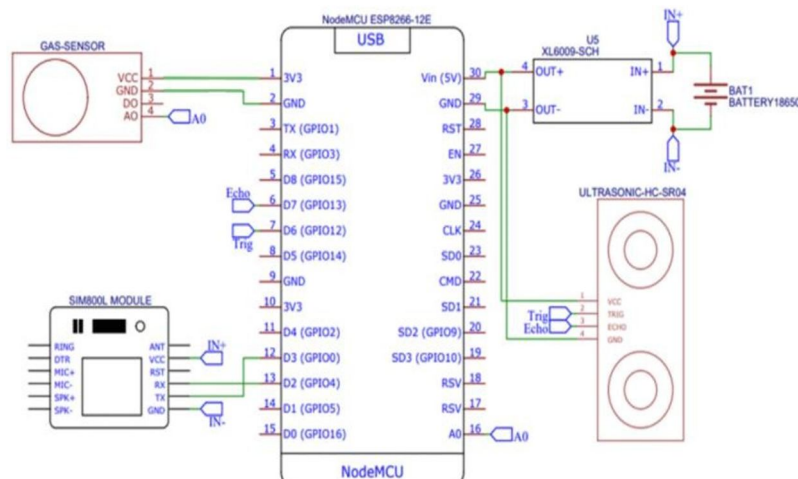 NodeMCU ESP8266-12E
USB
GAS-SENSOR
VCC 1
GND 2
DO 3
AO 4
A0
1 3V3
2 GND
3 TX (GPIO1)
4 RX (GPIO3)
5 D8 (GPIO15)
Echo 6 D7 (GPIO13)
Trig 7 D6 (GPIO12)
8 D5 (GPIO14)
9 GND
10 3V3
11 D4 (GPIO2)
12 D3 (GPIO0)
13 D2 (GPIO4)
14 D1 (GPIO5)
15 D0 (GPIO16)
Vin (5V) 30
GND 29
RST 28
EN 27
3V3 26
GND 25
CLK 24
SD0 23
CMD 22
SD1 21
SD2 (GPIO9) 20
SD3 (GPIO10) 19
RSV 18
RSV 17
A0 16 A0
NodeMCU
U5
XL6009-SCH
4 OUT+ IN+ 1
3 OUT- IN- 2
IN+
IN-
BAT1
BATTERY18650
ULTRASONIC-HC-SR04
1 VCC
Trig 2 TRIG
Echo 3 ECHO
4 GND
SIM800L MODULE
RING ANT
DTR VCC IN+
MIC+ RST
MIC- RX
SPK+ TX
SPK- GND IN-